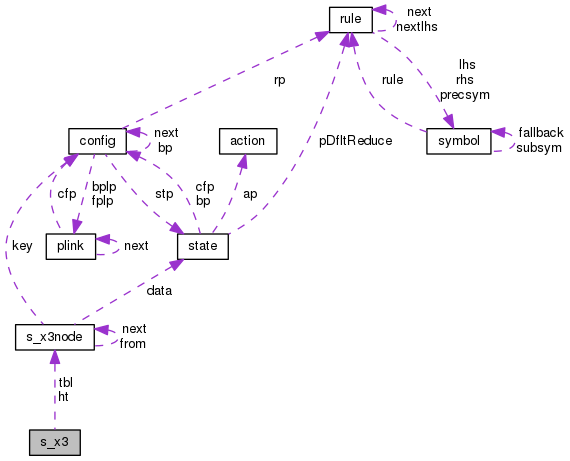 rule
next
nextlhs
lhs
rhs
precsym
rp
rule
config
next
bp
action
pDfltReduce
symbol
fallback
subsym
cfp
bplp
fplp
stp
cfp
bp
ap
key
plink
next
state
data
s_x3node
next
from
tbl
ht
s_x3